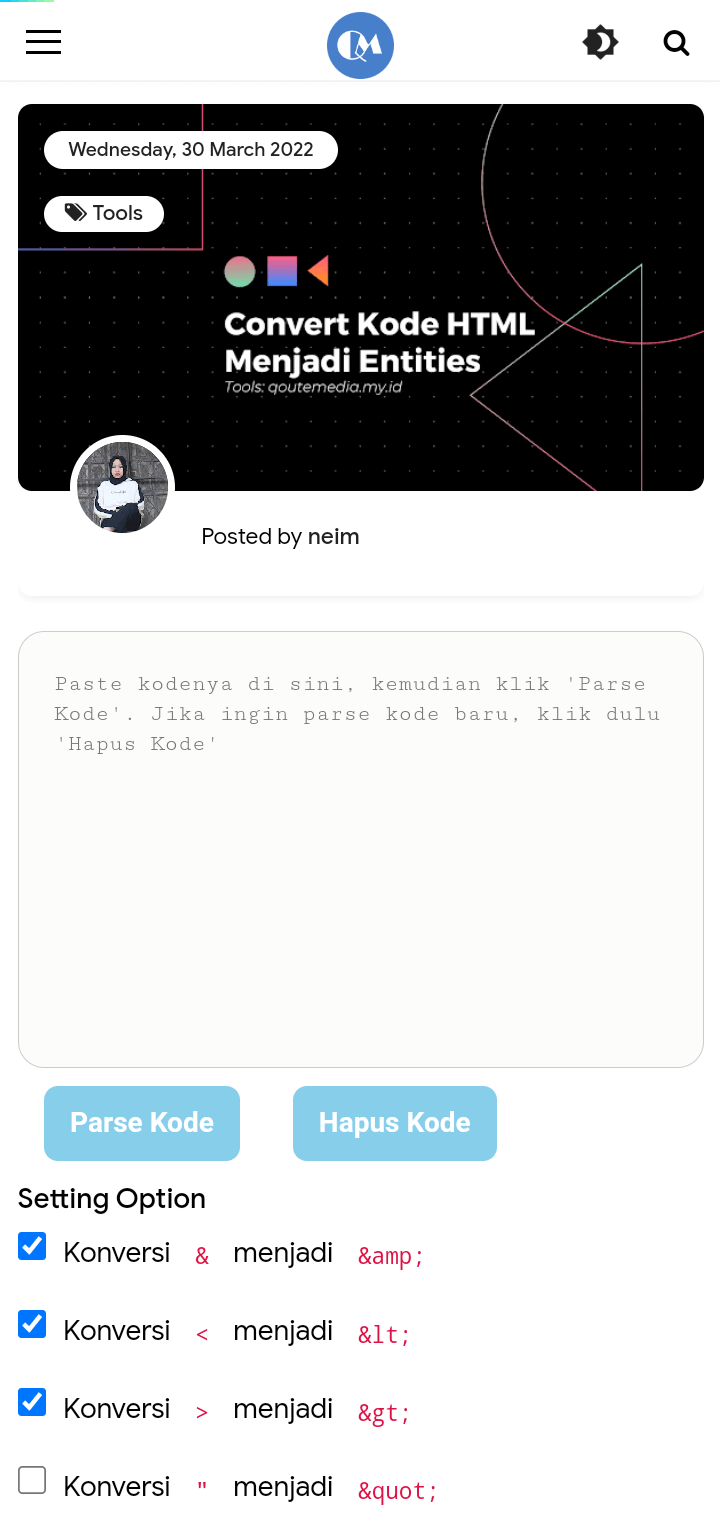 QM
Wednesday, 30 March 2022
Tools
Convert Kode HTML
Menjadi Entities
Tools: qoutemedia.my.id
Posted by neim
Paste kodenya di sini, kemudian klik 'Parse
Kode'. Jika ingin parse kode baru, klik dulu
'Hapus Kode'
Parse Kode
Hapus Kode
Setting Option
Konversi & menjadi &amp;
Konversi < menjadi &lt;
Konversi > menjadi &gt;
Konversi " menjadi &quot;